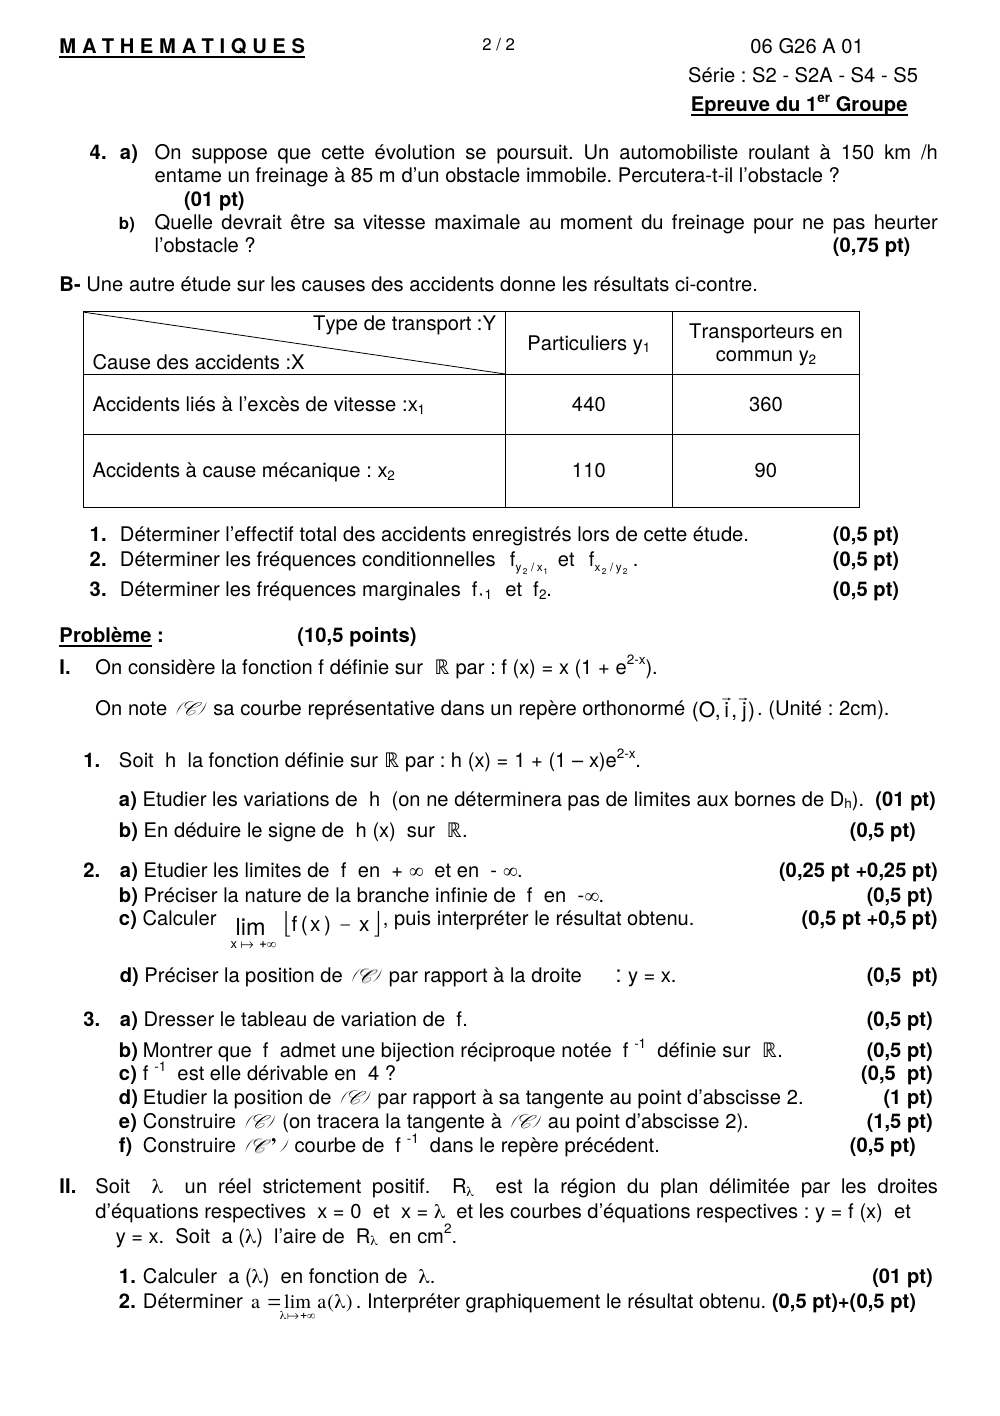 M A T H E M A T I Q U E S 2 / 2 06 G26 A 01
Série : S2 - S2A - S4 - S5
Epreuve du 1er Groupe
4. a) On suppose que cette évolution se poursuit. Un automobiliste roulant à 150 km /h
entame un freinage à 85 m d'un obstacle immobile. Percutera-t-il l'obstacle ?
(01 pt)
b) Quelle devrait être sa vitesse maximale au moment du freinage pour ne pas heurter
l'obstacle ? (0,75 pt)
B- Une autre étude sur les causes des accidents donne les résultats ci-contre.
Type de transport :Y
Cause des accidents :X
Particuliers y1
Transporteurs en
commun y2
Accidents liés à l'excès de vitesse :x1 440 360
Accidents à cause mécanique : x2 110 90
1. Déterminer l'effectif total des accidents enregistrés lors de cette étude. (0,5 pt)
2. Déterminer les fréquences conditionnelles fy2 / x1 et fx2 / y2 . (0,5 pt)
3. Déterminer les fréquences marginales f·1 et f2. (0,5 pt)
Problème : (10,5 points)
I. On considère la fonction f définie sur ℝ par : f (x) = x (1 + e2-x).
On note (𝒞) sa courbe représentative dans un repère orthonormé (O, i⃗, j⃗). (Unité : 2cm).
1. Soit h la fonction définie sur ℝ par : h (x) = 1 + (1 – x)e2-x.
a) Etudier les variations de h (on ne déterminera pas de limites aux bornes de Dh). (01 pt)
b) En déduire le signe de h (x) sur ℝ. (0,5 pt)
2. a) Etudier les limites de f en + ∞ et en - ∞. (0,25 pt +0,25 pt)
b) Préciser la nature de la branche infinie de f en -∞. (0,5 pt)
c) Calculer lim x ↦ +∞ ⌊f ( x ) − x ⌋, puis interpréter le résultat obtenu. (0,5 pt +0,5 pt)
d) Préciser la position de (𝒞) par rapport à la droite : y = x. (0,5 pt)
3. a) Dresser le tableau de variation de f. (0,5 pt)
b) Montrer que f admet une bijection réciproque notée f -1 définie sur ℝ. (0,5 pt)
c) f -1 est elle dérivable en 4 ? (0,5 pt)
d) Etudier la position de (𝒞) par rapport à sa tangente au point d'abscisse 2. (1 pt)
e) Construire (𝒞) (on tracera la tangente à (𝒞) au point d'abscisse 2). (1,5 pt)
f) Construire (𝒞') courbe de f -1 dans le repère précédent. (0,5 pt)
II. Soit λ un réel strictement positif. Rλ est la région du plan délimitée par les droites
d'équations respectives x = 0 et x = λ et les courbes d'équations respectives : y = f (x) et
y = x. Soit a (λ) l'aire de Rλ en cm2.
1. Calculer a (λ) en fonction de λ. (01 pt)
2. Déterminer a = lim λ↦+∞ a(λ) . Interpréter graphiquement le résultat obtenu. (0,5 pt)+(0,5 pt)